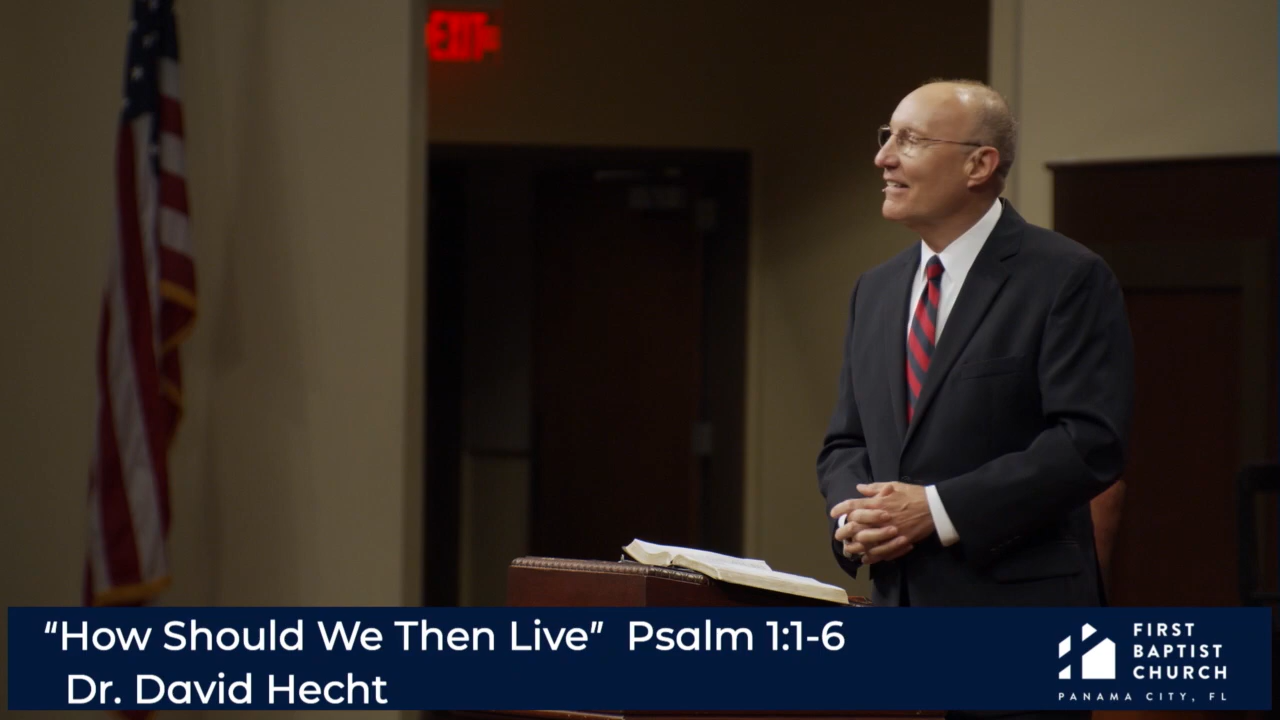 EXIT
“How Should We Then Live” Psalm 1:1-6
Dr. David Hecht
FIRST
BAPTIST
CHURCH
PANAMA CITY, FL